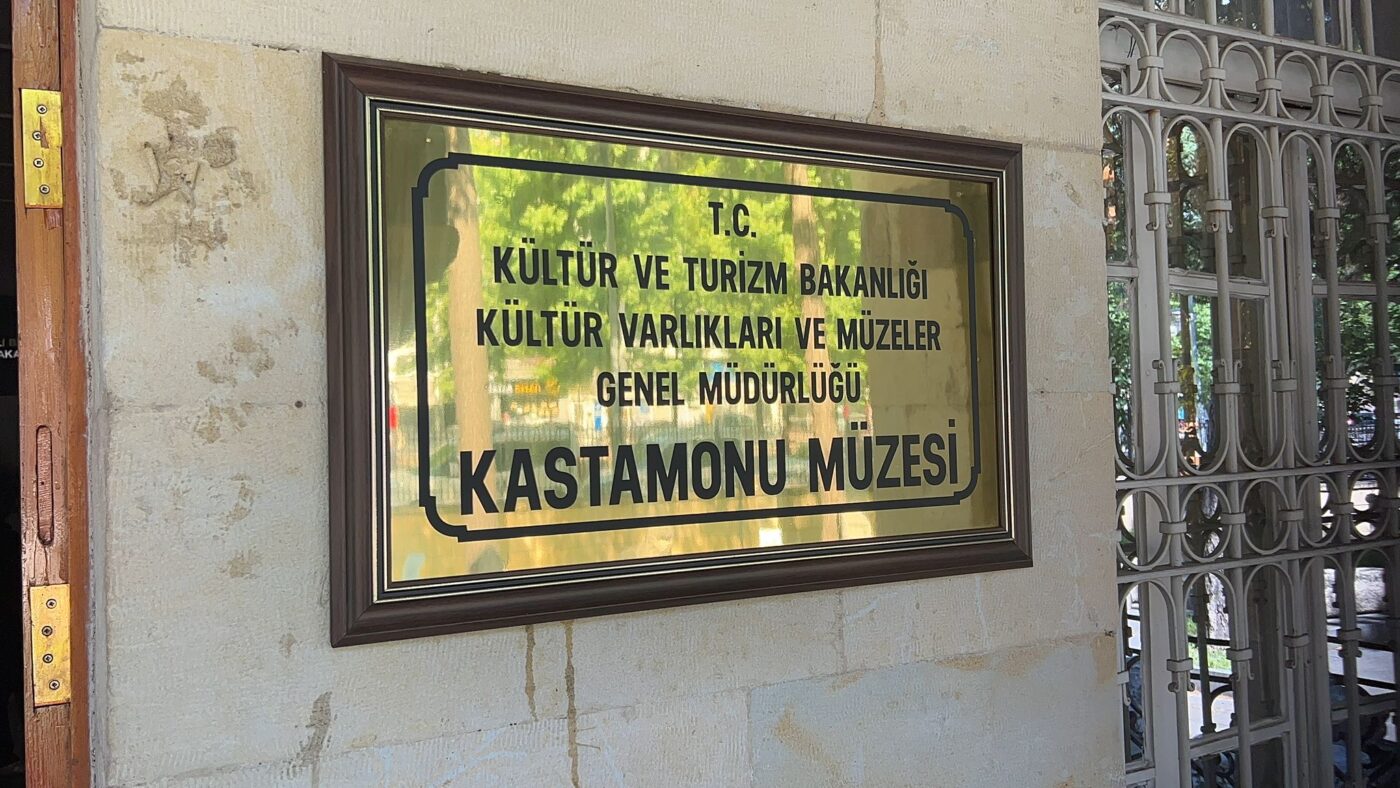 T.C.
KÜLTÜR VE TURİZM BAKANLIĞI
KÜLTÜR VARLIKLARI VE MÜZELER
GENEL MÜDÜRLÜĞÜ
KASTAMONU MÜZESİ